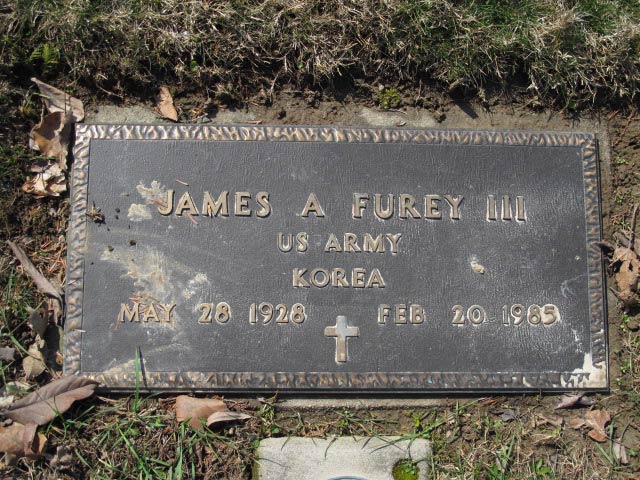 JAMES A FUREY III
US ARMY
KOREA
MAY 28 1928 FEB 20 1985